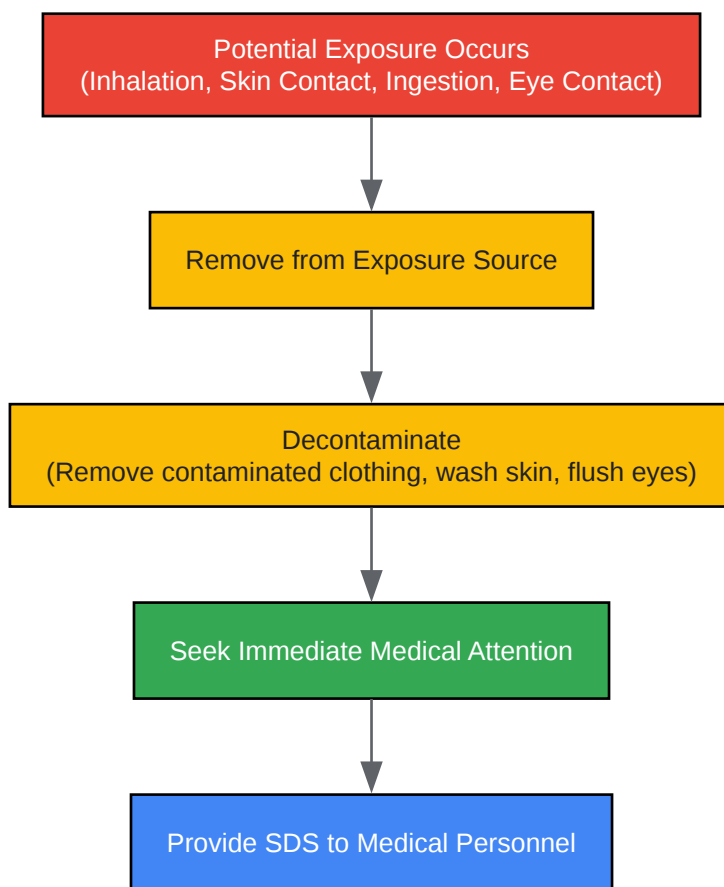 Potential Exposure Occurs
(Inhalation, Skin Contact, Ingestion, Eye Contact)
Remove from Exposure Source
Decontaminate
(Remove contaminated clothing, wash skin, flush eyes)
Seek Immediate Medical Attention
Provide SDS to Medical Personnel